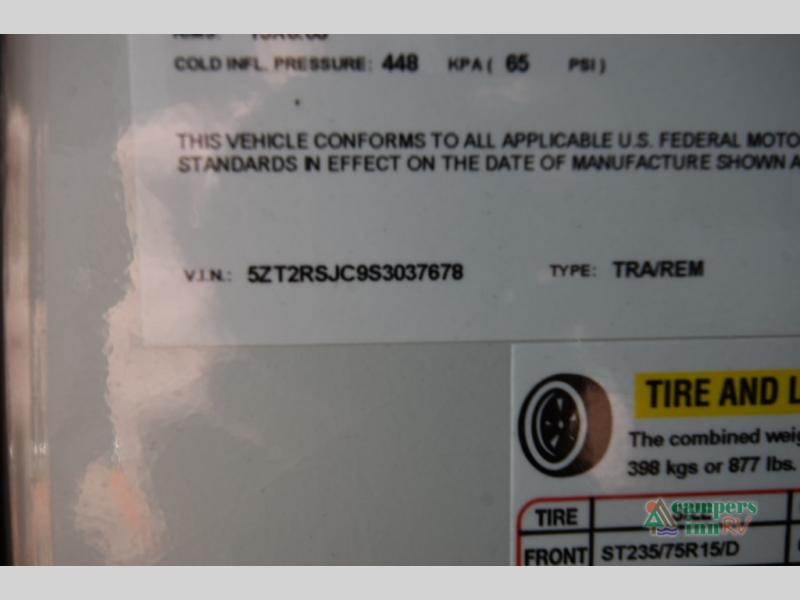 COLD INFL. PRESSURE: 448 KPA ( 65 PSI )
THIS VEHICLE CONFORMS TO ALL APPLICABLE U.S. FEDERAL MOTO
STANDARDS IN EFFECT ON THE DATE OF MANUFACTURE SHOWN A
V.I.N.: 5ZT2RSJC9S3037678 TYPE: TRA/REM
TIRE AND L
The combined weig
398 kgs or 877 lbs.
TIRE
campers
inn RV
FRONT ST235/75R15/D